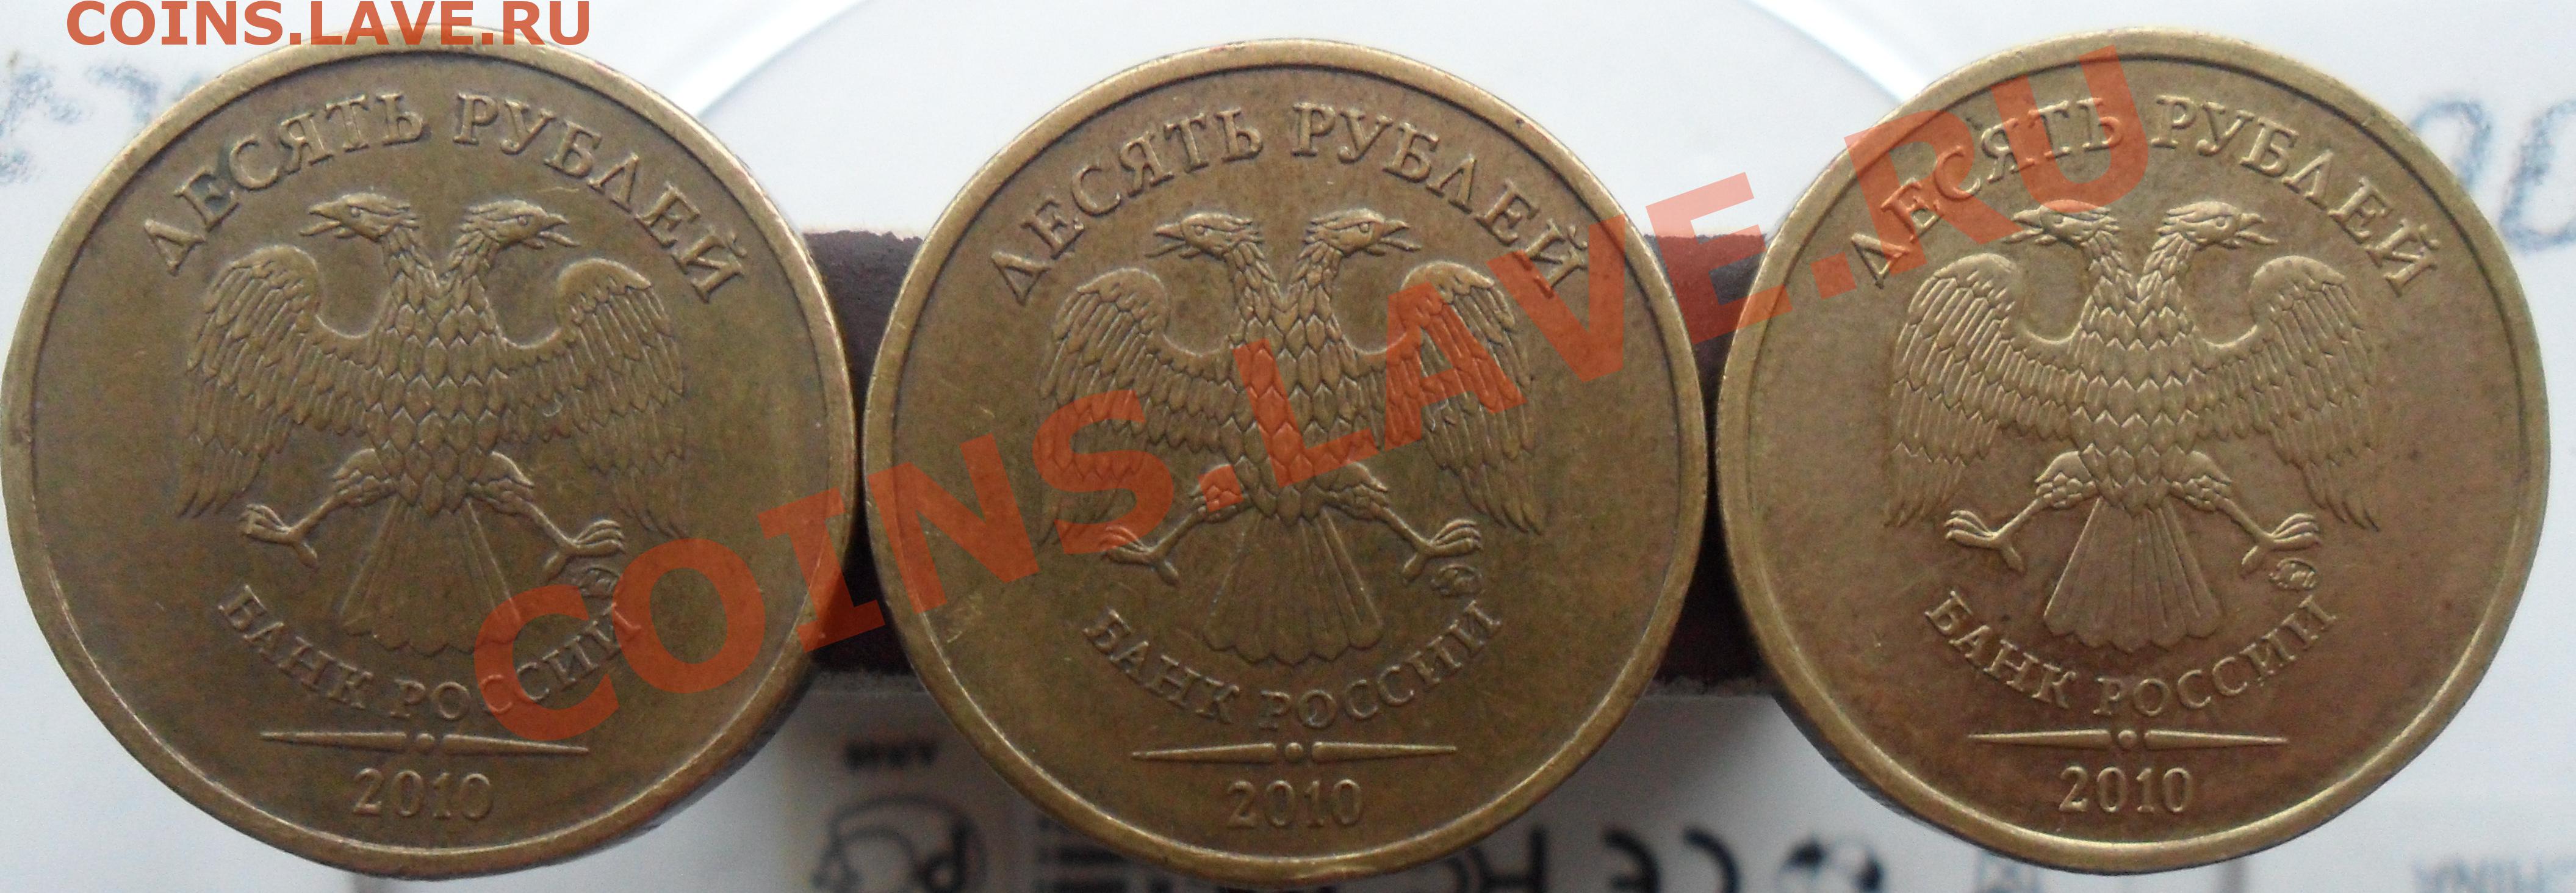 COINS.LAVE.RU
ДЕСЯТЬ РУБЛЕЙ
БАНК РОССИИ
2010
ДЕСЯТЬ РУБЛЕЙ
БАНК РОССИИ
2010
ДЕСЯТЬ РУБЛЕЙ
БАНК РОССИИ
2010
COINS.LAVE.RU